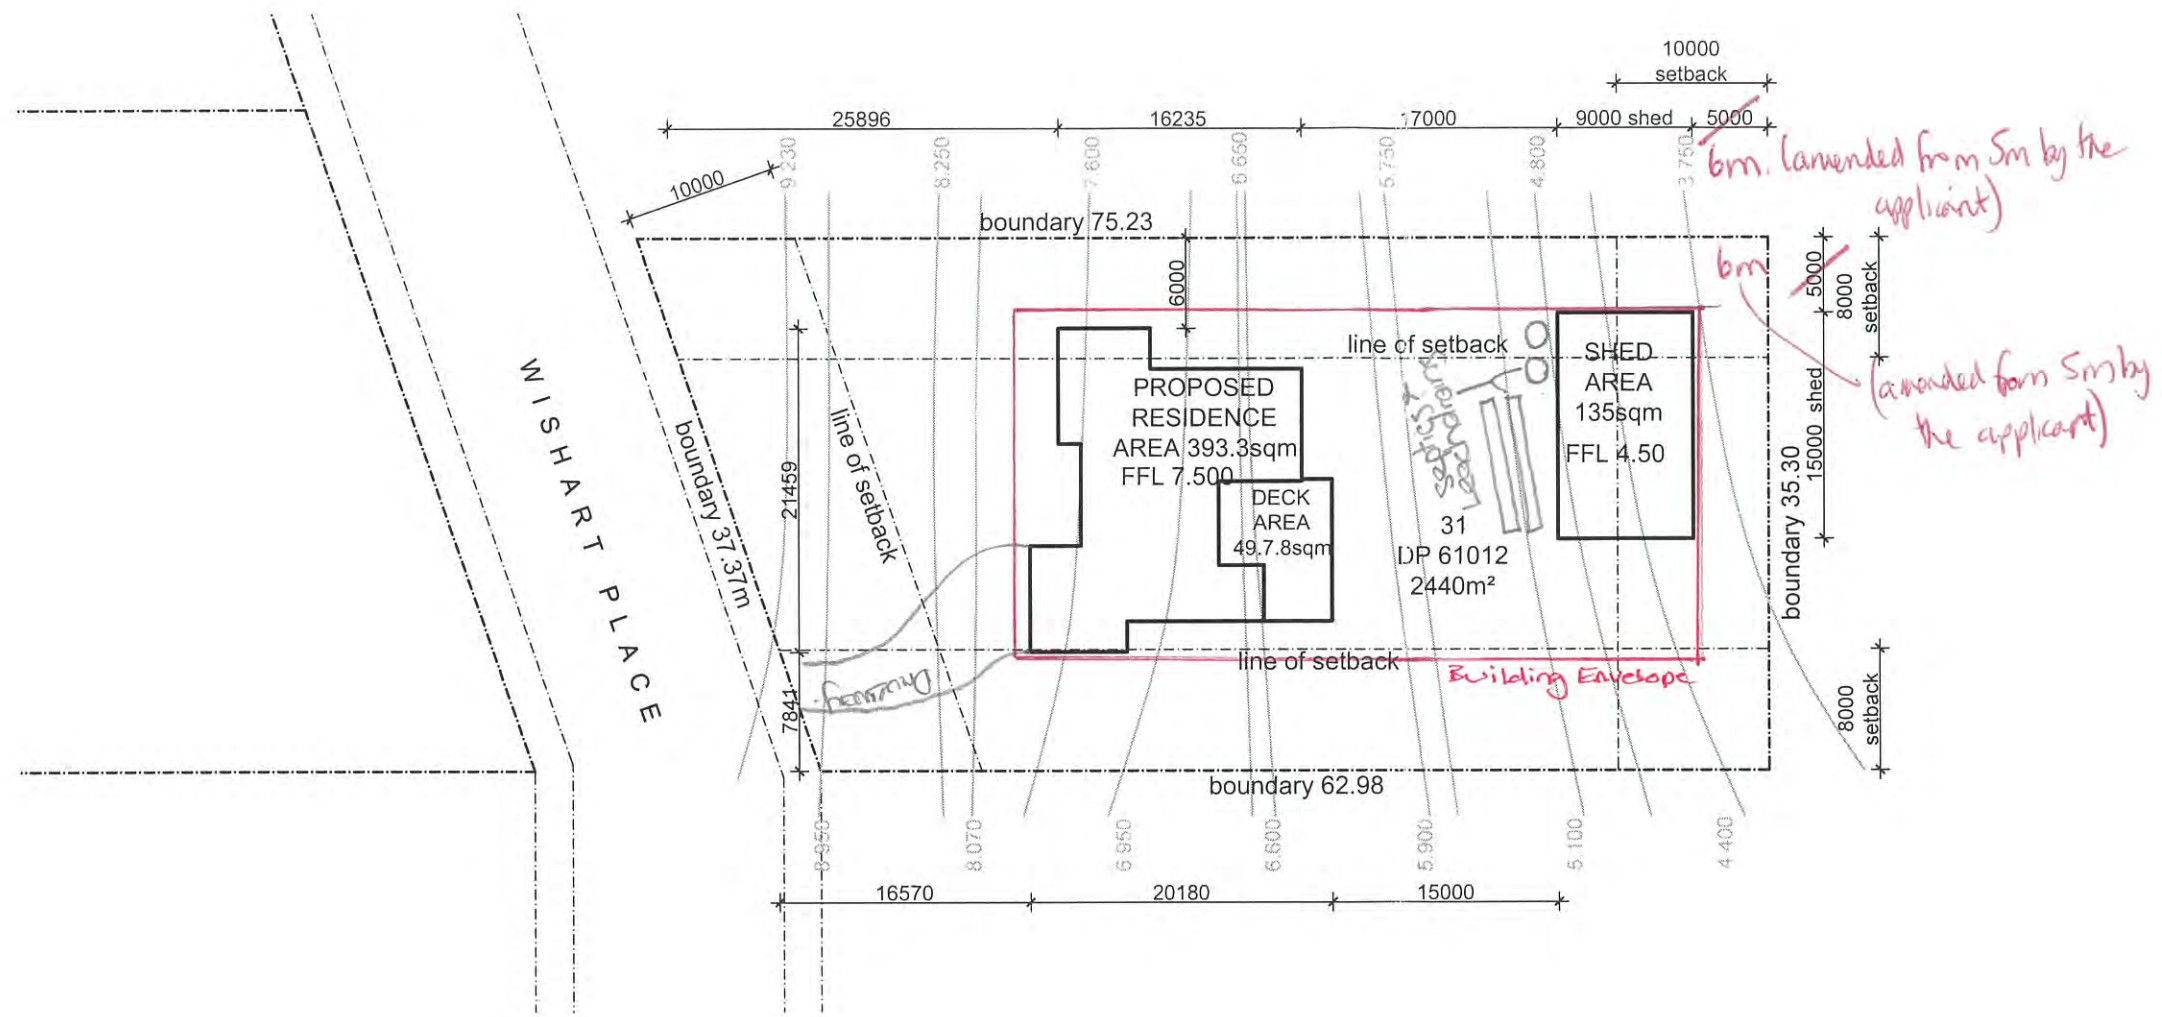 10000
setback
25896
16235
17000
9000 shed
5000
6m. (amended from 5m by the
applicant)
10000
9.230
8.250
7.600
6.650
5.750
4.800
3.750
boundary 75.23
6000
5000
8000
setback
6m
(amended from 5m by
the applicant)
line of setback
SHED
AREA
135sqm
FFL 4.50
15000 shed
boundary 35.30
PROPOSED
RESIDENCE
AREA 393.3sqm
FFL 7.500
DECK
AREA
49.7.8sqm
Septics &
Leachdrains
31
DP 61012
2440m²
WISHART PLACE
boundary 37.37m
line of setback
21459
7841
Driveway
line of setback
Building Envelope
8000
setback
boundary 62.98
8.950
8.070
6.950
6.600
5.900
5.100
4.400
16570
20180
15000